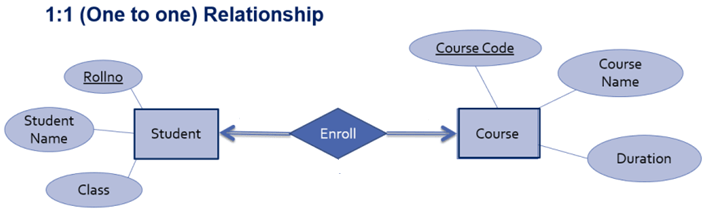 1:1 (One to one) Relationship
Course Code
Rollno
Course
Name
Student
Name
Student
Enroll
Course
Duration
Class